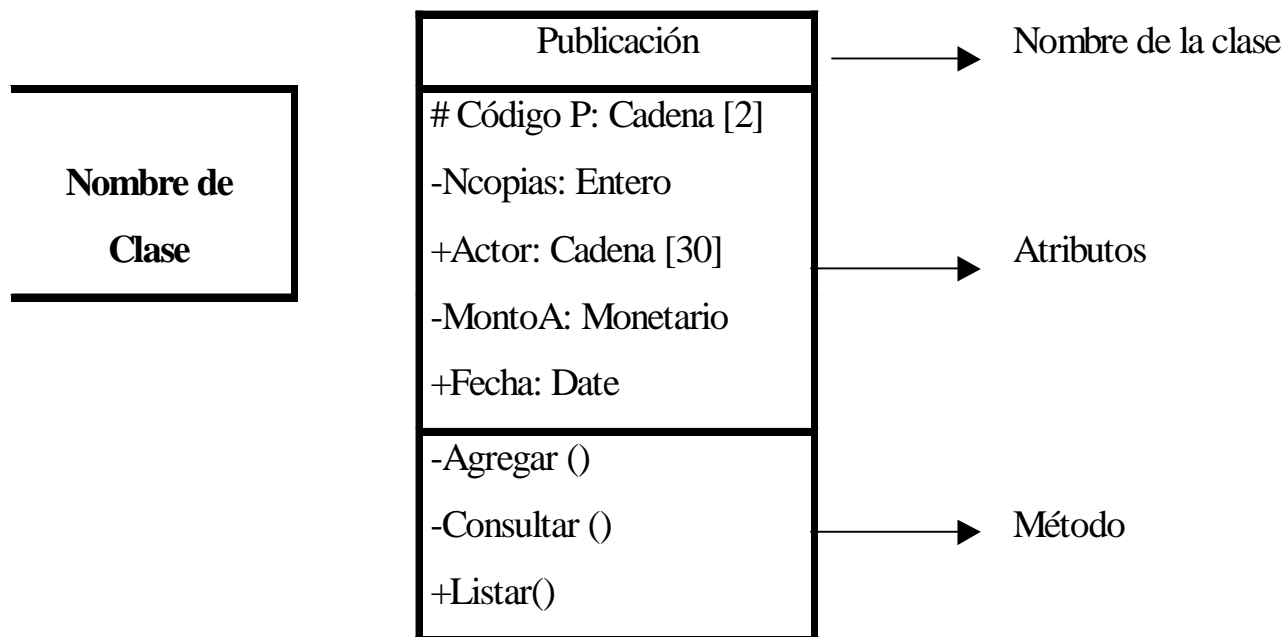 Publicación
Nombre de la clase
Nombre de
Clase
# Código P: Cadena [2]
-Ncopias: Entero
+Actor: Cadena [30]
-MontoA: Monetario
+Fecha: Date
Atributos
-Agregar ()
-Consultar ()
+Listar()
Método